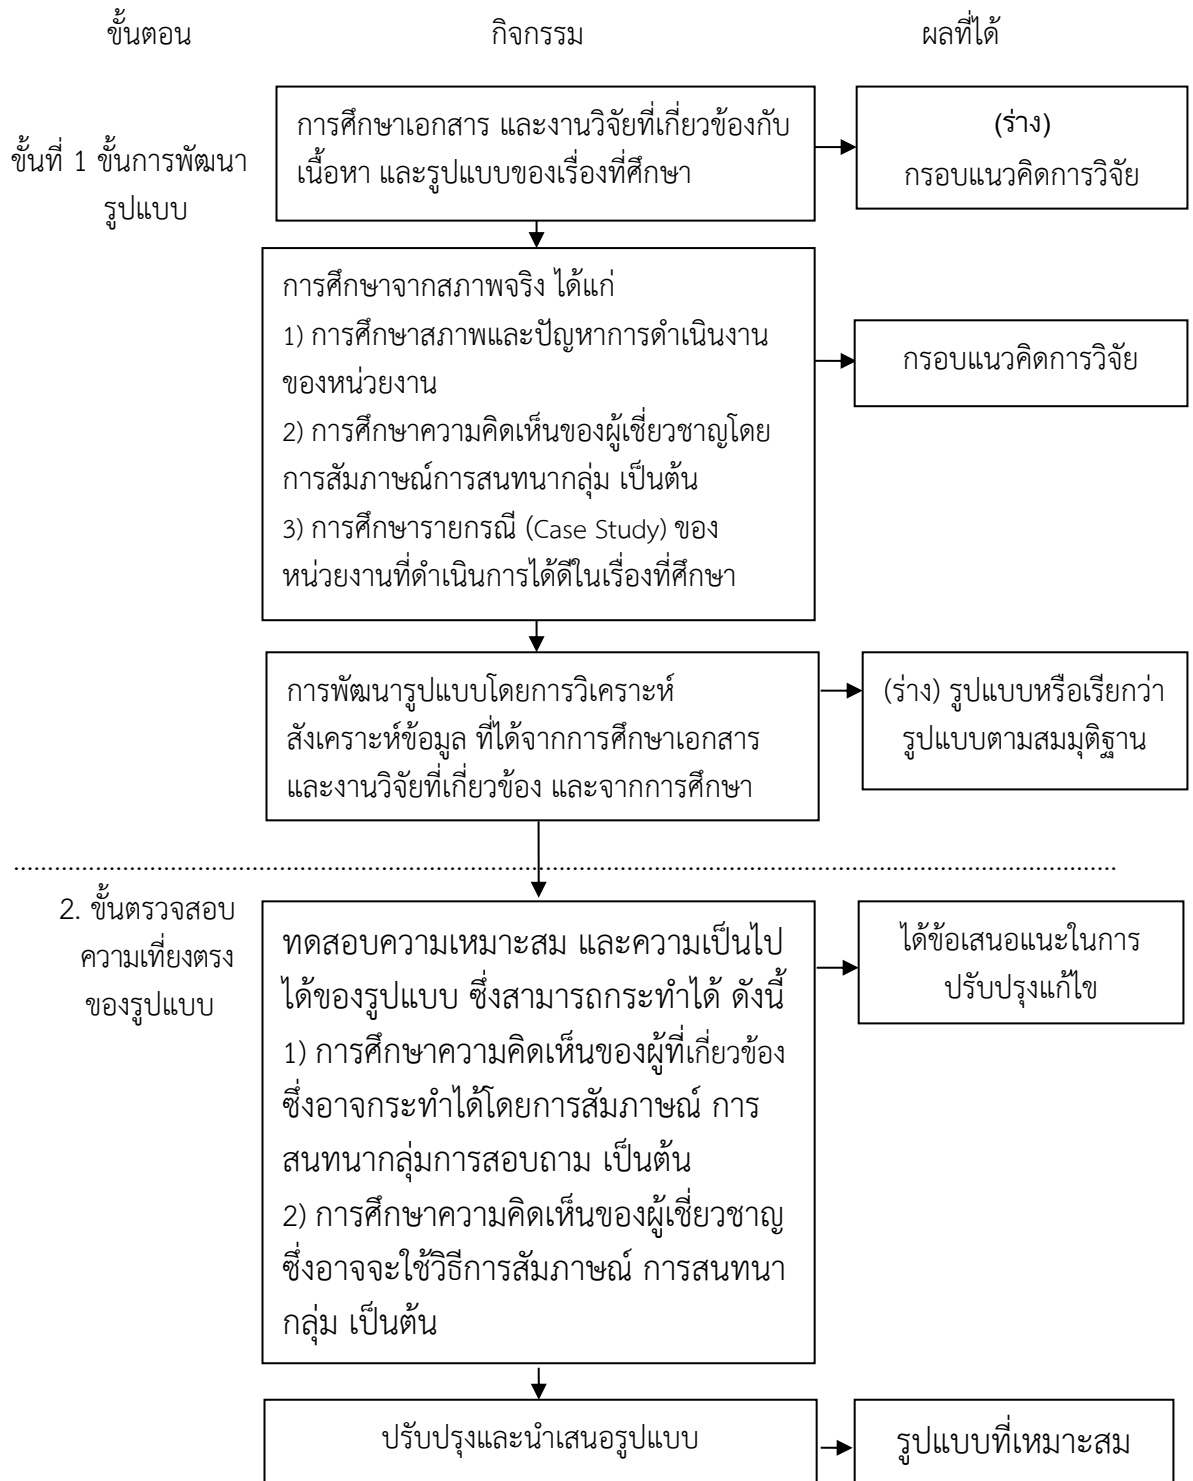 ขั้นตอน
กิจกรรม
ผลที่ได้
ขั้นที่ 1 ขั้นการพัฒนา
รูปแบบ
การศึกษาเอกสาร และงานวิจัยที่เกี่ยวข้องกับ
เนื้อหา และรูปแบบของเรื่องที่ศึกษา
(ร่าง)
กรอบแนวคิดการวิจัย
การศึกษาจากสภาพจริง ได้แก่
1) การศึกษาสภาพและปัญหาการดำเนินงาน
ของหน่วยงาน
2) การศึกษาความคิดเห็นของผู้เชี่ยวชาญโดย
การสัมภาษณ์การสนทนากลุ่ม เป็นต้น
3) การศึกษารายกรณี (Case Study) ของ
หน่วยงานที่ดำเนินการได้ดีในเรื่องที่ศึกษา
กรอบแนวคิดการวิจัย
การพัฒนารูปแบบโดยการวิเคราะห์
สังเคราะห์ข้อมูล ที่ได้จากการศึกษาเอกสาร
และงานวิจัยที่เกี่ยวข้อง และจากการศึกษา
(ร่าง) รูปแบบหรือเรียกว่า
รูปแบบตามสมมุติฐาน
2. ขั้นตรวจสอบ
ความเที่ยงตรง
ของรูปแบบ
ทดสอบความเหมาะสม และความเป็นไป
ได้ของรูปแบบ ซึ่งสามารถกระทำได้ ดังนี้
1) การศึกษาความคิดเห็นของผู้ที่เกี่ยวข้อง
ซึ่งอาจกระทำได้โดยการสัมภาษณ์ การ
สนทนากลุ่มการสอบถาม เป็นต้น
2) การศึกษาความคิดเห็นของผู้เชี่ยวชาญ
ซึ่งอาจจะใช้วิธีการสัมภาษณ์ การสนทนา
กลุ่ม เป็นต้น
ได้ข้อเสนอแนะในการ
ปรับปรุงแก้ไข
ปรับปรุงและนำเสนอรูปแบบ
รูปแบบที่เหมาะสม